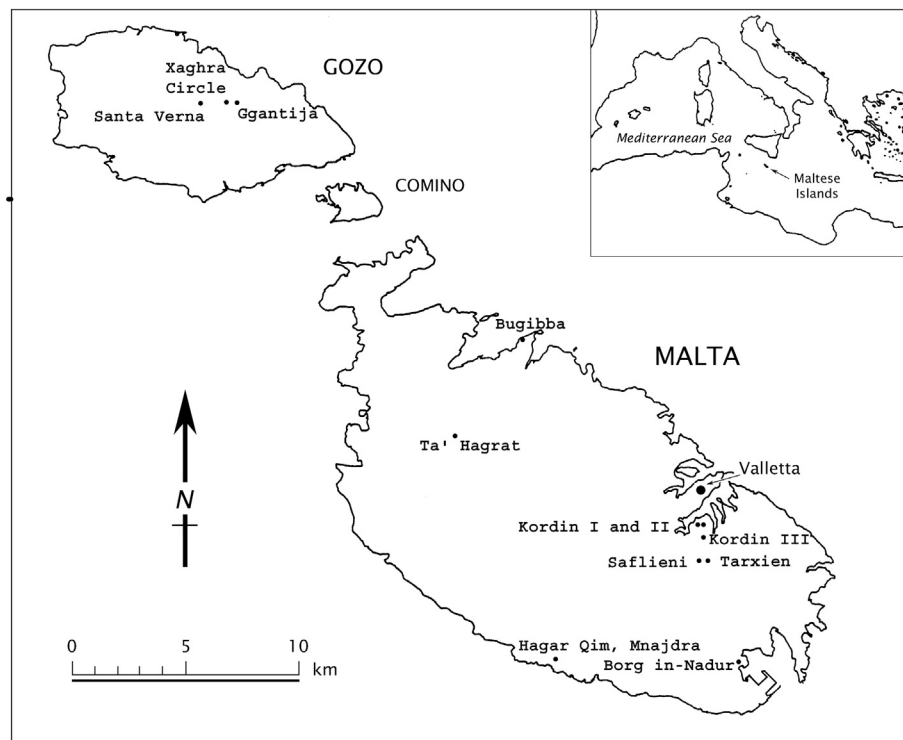 Xaghra
Circle
GOZO
Santa Verna
Ggantija
COMINO
Mediterranean Sea
Maltese
Islands
Bugibba
MALTA
Ta' Hagrat
Valletta
N
Kordin I and II
Kordin III
Saflieni
Tarxien
Hagar Qim, Mnajdra
Borg in-Nadur
0 5 10
km